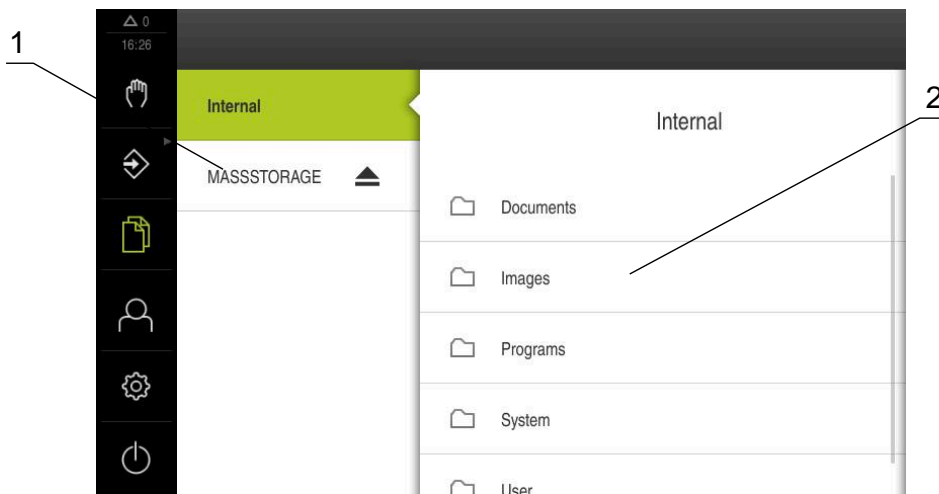 1
0
16:26
Internal
MASSSTORAGE
Internal
2
Documents
Images
Programs
System
User